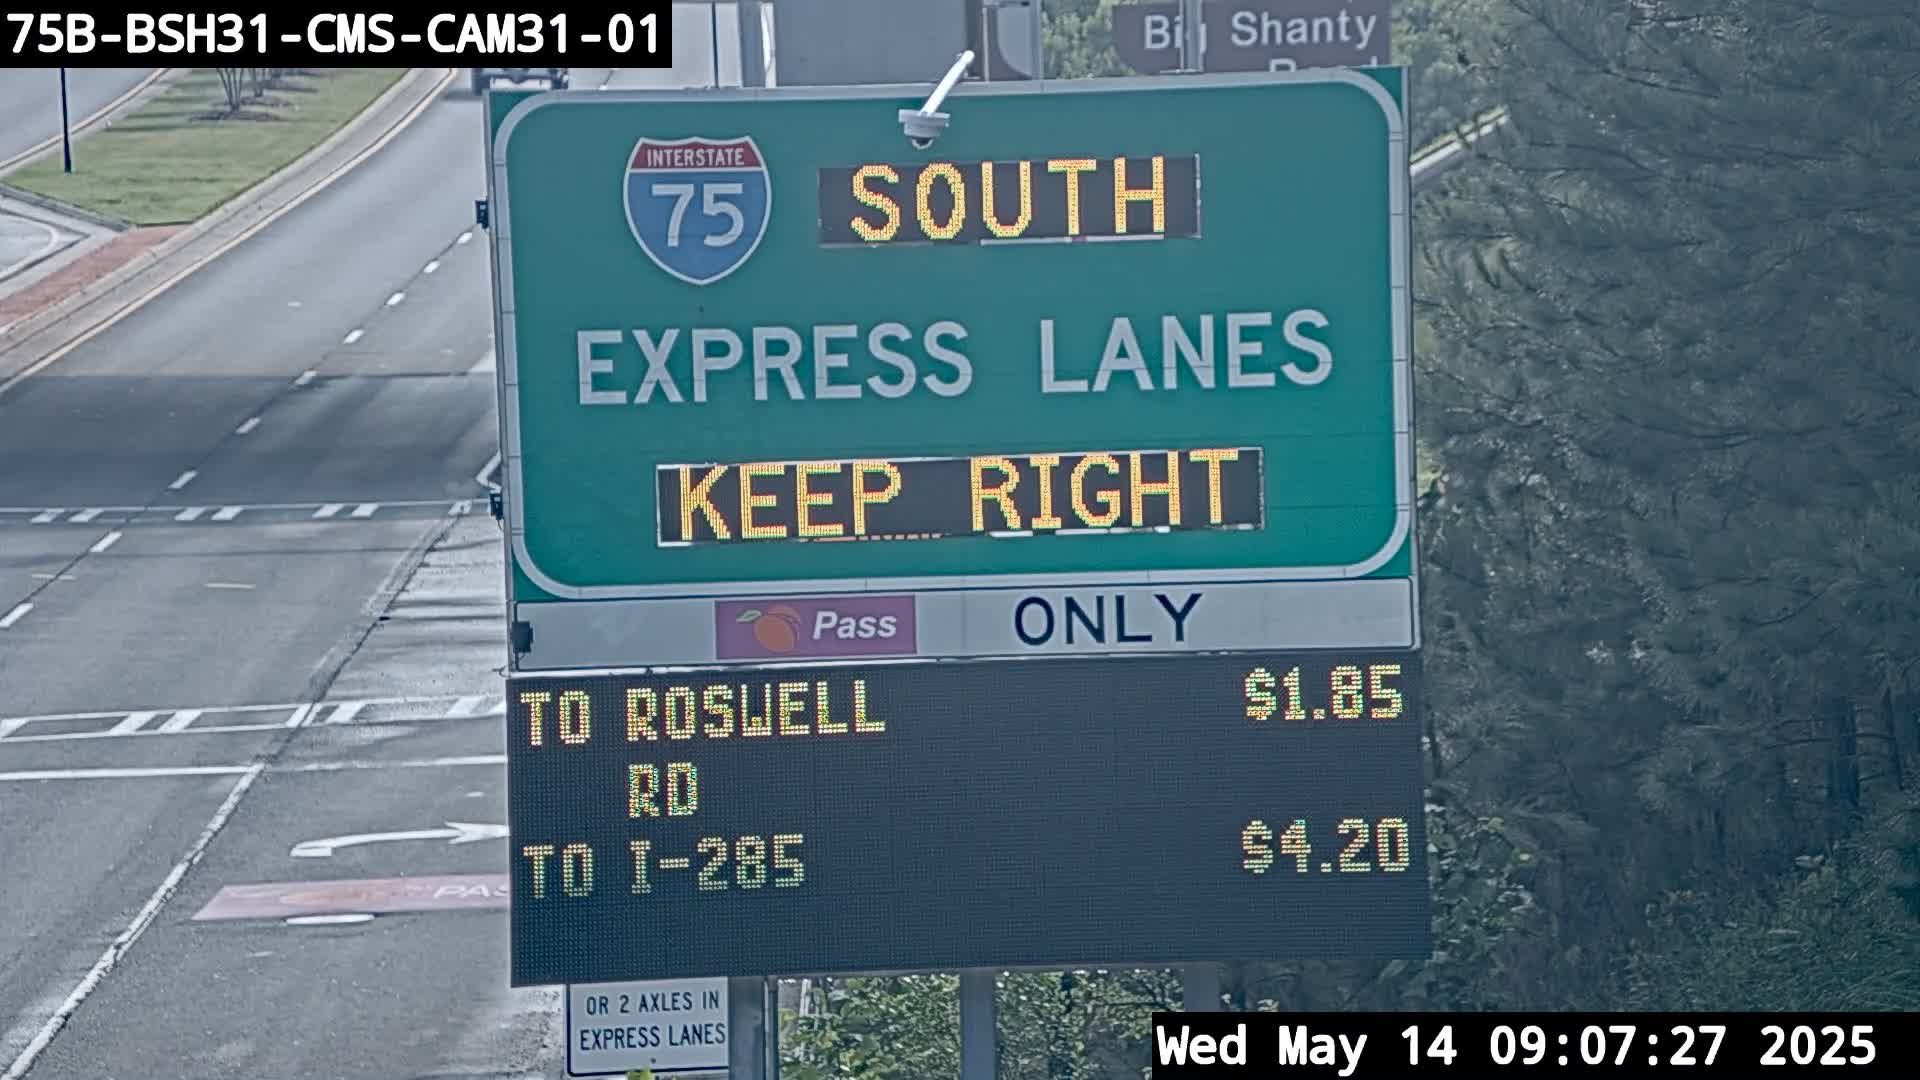 75B-BSH31-CMS-CAM31-01
Big Shanty
Road
INTERSTATE
75
SOUTH
EXPRESS LANES
KEEP RIGHT
Pass
ONLY
TO ROSWELL $1.85
RD
TO I-285 $4.20
OR 2 AXLES IN
EXPRESS LANES
Wed May 14 09:07:27 2025